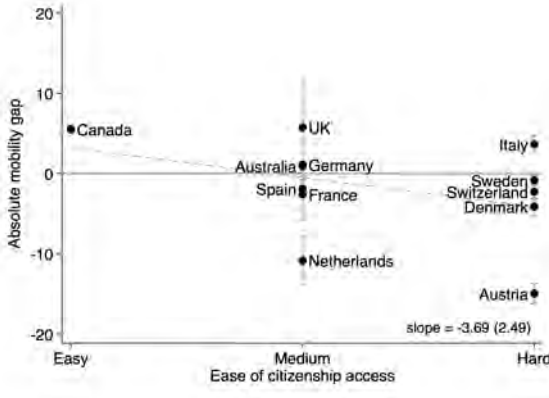 20
10
0
-10
-20
Absolute mobility gap
Canada
UK
Australia
Germany
Spain
France
Netherlands
Italy
Sweden
Switzerland
Denmark
Austria
slope = -3.69 (2.49)
Easy
Medium
Hard
Ease of citizenship access